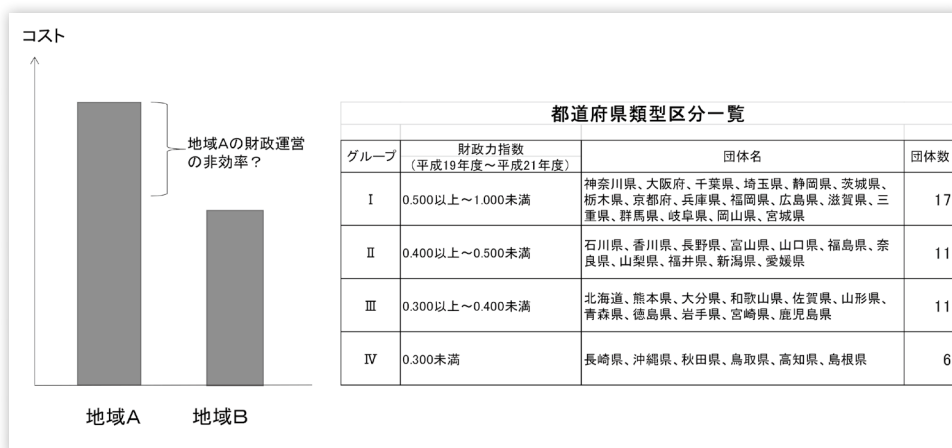 コスト
地域Aの財政運営
の非効率？
地域A
地域B
都道府県類型区分一覧
グループ
財政力指数
（平成19年度～平成21年度）
団体名
団体数
Ⅰ
0.500以上～1.000未満
神奈川県、大阪府、千葉県、埼玉県、静岡県、茨城県、
栃木県、京都府、兵庫県、福岡県、広島県、滋賀県、三
重県、群馬県、岐阜県、岡山県、宮城県
17
Ⅱ
0.400以上～0.500未満
石川県、香川県、長野県、富山県、山口県、福島県、奈
良県、山梨県、福井県、新潟県、愛媛県
11
Ⅲ
0.300以上～0.400未満
北海道、熊本県、大分県、和歌山県、佐賀県、山形県、
青森県、徳島県、岩手県、宮崎県、鹿児島県
11
Ⅳ
0.300未満
長崎県、沖縄県、秋田県、鳥取県、高知県、島根県
6